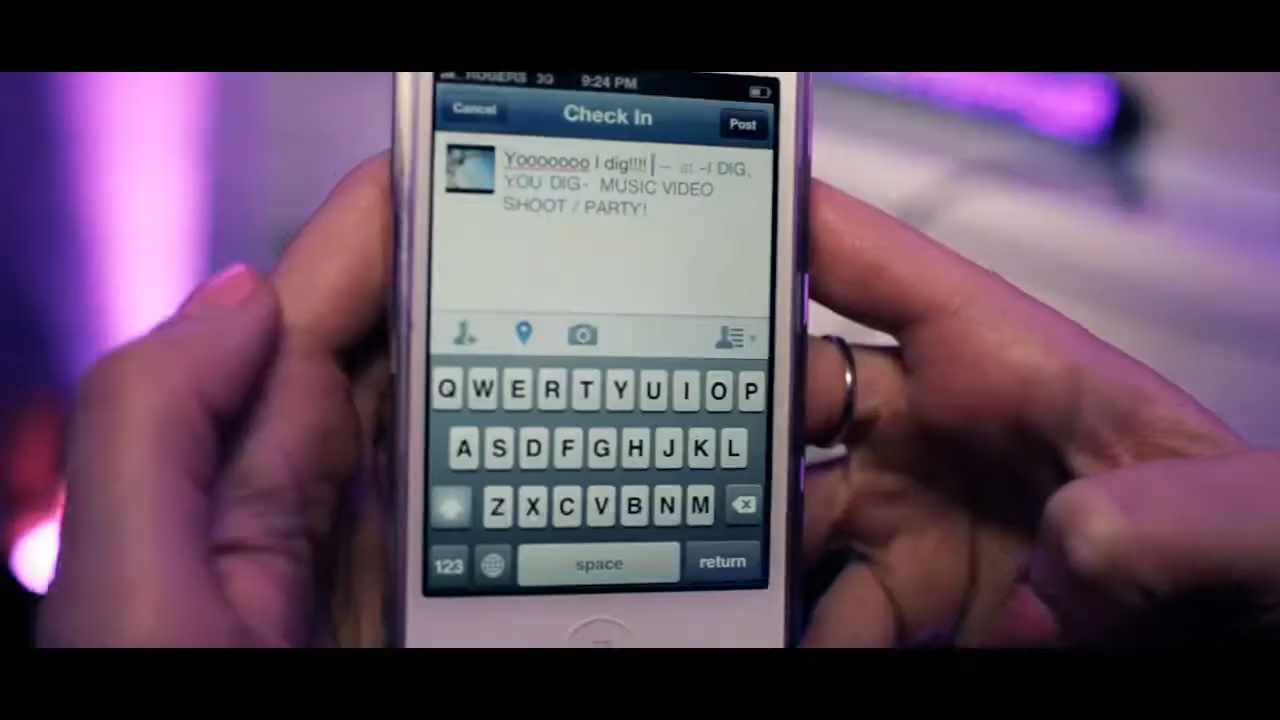 ROGERS 3G 9:24 PM
Cancel Check In Post
Yooooooo I dig!!!! — at -I DIG,
YOU DIG- MUSIC VIDEO
SHOOT / PARTY!
Q W E R T Y U I O P
A S D F G H J K L
Z X C V B N M
123 space return